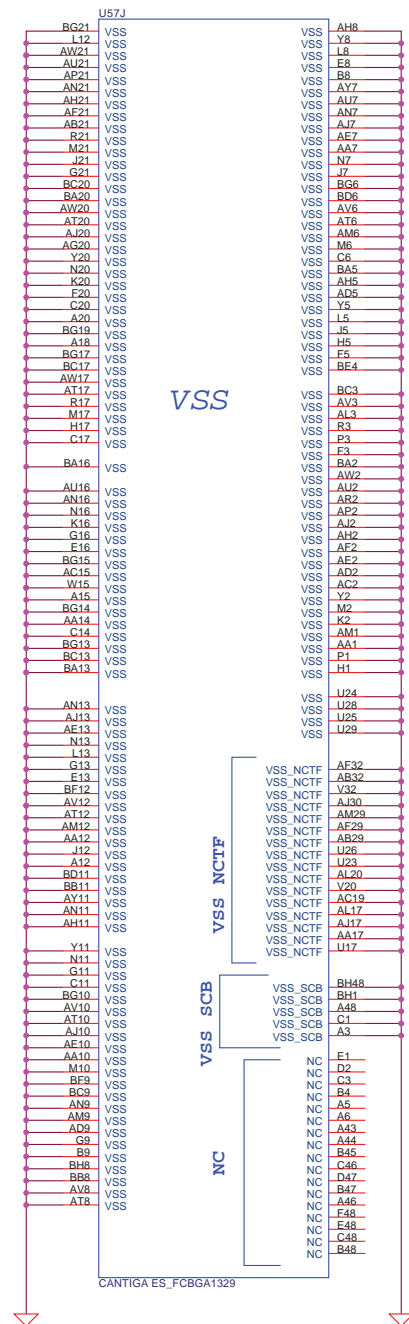 U57J
BG21 VSS
L12 VSS
AW21 VSS
AU21 VSS
AP21 VSS
AN21 VSS
AH21 VSS
AF21 VSS
AB21 VSS
R21 VSS
M21 VSS
J21 VSS
G21 VSS
BC20 VSS
BA20 VSS
AW20 VSS
AT20 VSS
AJ20 VSS
AG20 VSS
Y20 VSS
N20 VSS
K20 VSS
F20 VSS
C20 VSS
A20 VSS
BG19 VSS
A18 VSS
BG17 VSS
BC17 VSS
AW17 VSS
AT17 VSS
R17 VSS
M17 VSS
H17 VSS
C17 VSS
BA16 VSS
AU16 VSS
AN16 VSS
N16 VSS
K16 VSS
G16 VSS
E16 VSS
BG15 VSS
AC15 VSS
W15 VSS
A15 VSS
BG14 VSS
AA14 VSS
C14 VSS
BG13 VSS
BC13 VSS
BA13 VSS
AN13 VSS
AJ13 VSS
AE13 VSS
N13 VSS
L13 VSS
G13 VSS
E13 VSS
BF12 VSS
AV12 VSS
AT12 VSS
AM12 VSS
AA12 VSS
J12 VSS
A12 VSS
BD11 VSS
BB11 VSS
AY11 VSS
AN11 VSS
AH11 VSS
Y11 VSS
N11 VSS
G11 VSS
C11 VSS
BG10 VSS
AV10 VSS
AT10 VSS
AJ10 VSS
AE10 VSS
AA10 VSS
M10 VSS
BF9 VSS
BC9 VSS
AN9 VSS
AM9 VSS
AD9 VSS
G9 VSS
B9 VSS
BH8 VSS
BB8 VSS
AV8 VSS
AT8 VSS
VSS
VSS AH8
VSS Y8
VSS L8
VSS E8
VSS B8
VSS AY7
VSS AU7
VSS AN7
VSS AJ7
VSS AE7
VSS AA7
VSS N7
VSS J7
VSS BG6
VSS BD6
VSS AV6
VSS AT6
VSS AM6
VSS M6
VSS C6
VSS BA5
VSS AH5
VSS AD5
VSS Y5
VSS L5
VSS J5
VSS H5
VSS F5
VSS BE4
VSS BC3
VSS AV3
VSS AL3
VSS R3
VSS P3
VSS F3
VSS BA2
VSS AW2
VSS AU2
VSS AR2
VSS AP2
VSS AJ2
VSS AH2
VSS AF2
VSS AE2
VSS AD2
VSS AC2
VSS Y2
VSS M2
VSS K2
VSS AM1
VSS AA1
VSS P1
VSS H1
VSS U24
VSS U28
VSS U25
VSS U29
VSS NCTF
VSS_NCTF AF32
VSS_NCTF AB32
VSS_NCTF V32
VSS_NCTF AJ30
VSS_NCTF AM29
VSS_NCTF AF29
VSS_NCTF AB29
VSS_NCTF U26
VSS_NCTF U23
VSS_NCTF AL20
VSS_NCTF V20
VSS_NCTF AC19
VSS_NCTF AL17
VSS_NCTF AJ17
VSS_NCTF AA17
VSS_NCTF U17
VSS SCB
VSS_SCB BH48
VSS_SCB BH1
VSS_SCB A48
VSS_SCB C1
VSS_SCB A3
NC
NC E1
NC D2
NC C3
NC B4
NC A5
NC A6
NC A43
NC A44
NC B45
NC C46
NC D47
NC B47
NC A46
NC F48
NC E48
NC C48
NC B48
CANTIGA ES_FCBGA1329